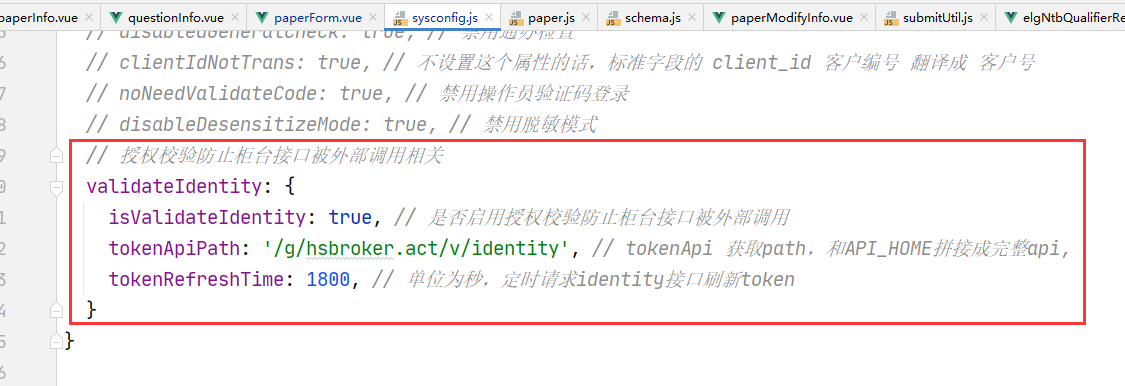 paperInfo.vue questionInfo.vue paperForm.vue sysconfig.js paper.js schema.js paperModifyInfo.vue submitUtil.js elgNtbQualifierRe
// disabledGeneralCheck: true, // 禁用通办检查
// clientIdNotTrans: true, // 不设置这个属性的话，标准字段的 client_id 客户编号 翻译成 客户号
// noNeedValidateCode: true, // 禁用操作员验证码登录
// disableDesensitizeMode: true, // 禁用脱敏模式
// 授权校验防止柜台接口被外部调用相关
validateIdentity: {
isValidateIdentity: true, // 是否启用授权校验防止柜台接口被外部调用
tokenApiPath: '/g/hsbroker.act/v/identity', // tokenApi 获取path，和API_HOME拼接成完整api,
tokenRefreshTime: 1800, // 单位为秒，定时请求identity接口刷新token
}
}